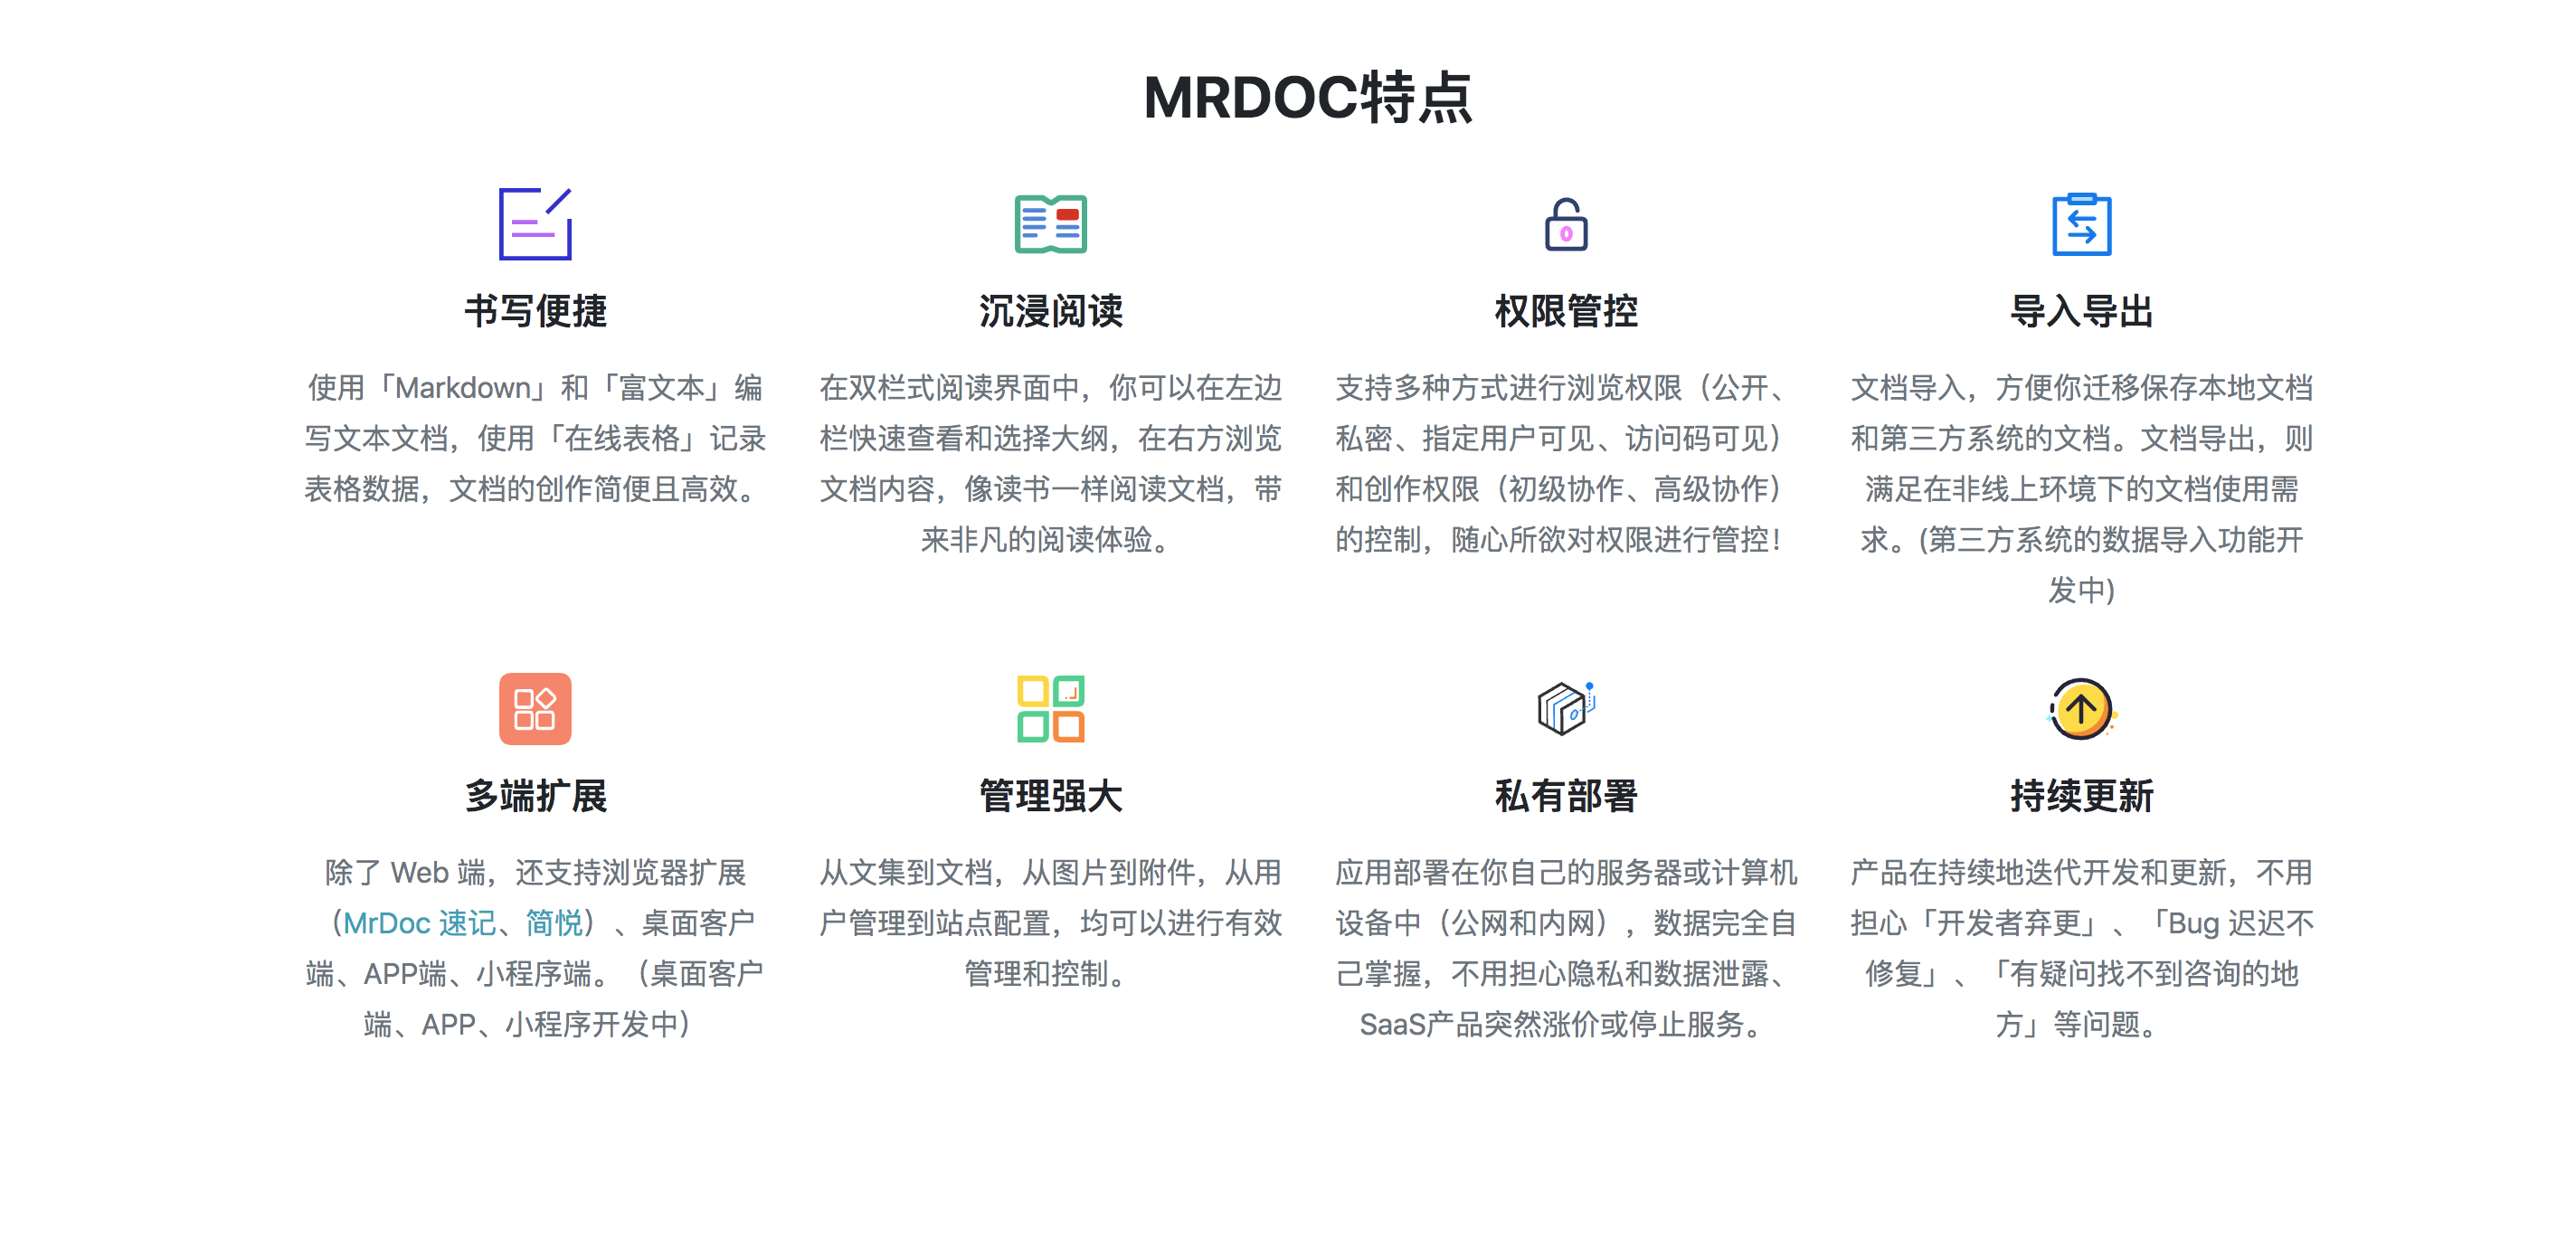 MRDOC特点
书写便捷
使用「Markdown」和「富文本」编
写文本文档，使用「在线表格」记录
表格数据，文档的创作简便且高效。
沉浸阅读
在双栏式阅读界面中，你可以在左边
栏快速查看和选择大纲，在右方浏览
文档内容，像读书一样阅读文档，带
来非凡的阅读体验。
权限管控
支持多种方式进行浏览权限（公开、
私密、指定用户可见、访问码可见）
和创作权限（初级协作、高级协作）
的控制，随心所欲对权限进行管控！
导入导出
文档导入，方便你迁移保存本地文档
和第三方系统的文档。文档导出，则
满足在非线上环境下的文档使用需
求。(第三方系统的数据导入功能开
发中)
多端扩展
除了 Web 端，还支持浏览器扩展
（MrDoc 速记、简悦）、桌面客户
端、APP端、小程序端。（桌面客户
端、APP、小程序开发中）
管理强大
从文集到文档，从图片到附件，从用
户管理到站点配置，均可以进行有效
管理和控制。
私有部署
应用部署在你自己的服务器或计算机
设备中（公网和内网），数据完全自
己掌握，不用担心隐私和数据泄露、
SaaS产品突然涨价或停止服务。
持续更新
产品在持续地迭代开发和更新，不用
担心「开发者弃更」、「Bug 迟迟不
修复」、「有疑问找不到咨询的地
方」等问题。